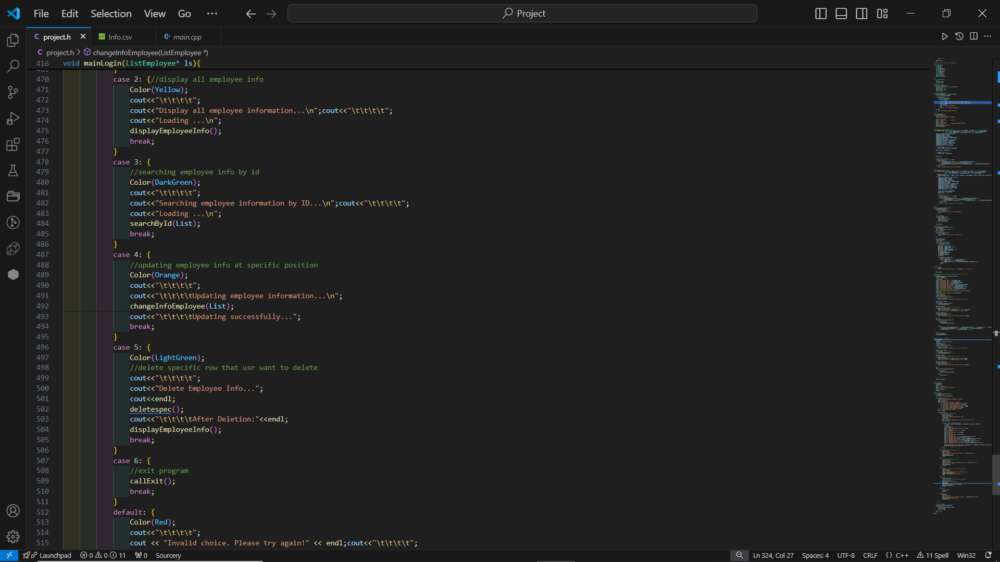 File Edit Selection View Go ··· Project
project.h Info.csv main.cpp
project.h > changeInfoEmployee(ListEmployee *)
416 void mainLogin(ListEmployee* ls){
470 case 2: {//display all employee info
471 Color(Yellow);
472 cout<<"\t\t\t\t";
473 cout<<"Display all employee information...\n";cout<<"\t\t\t\t";
474 cout<<"Loading ...\n";
475 displayEmployeeInfo();
476 break;
477 }
478 case 3: {
479 //searching employee info by id
480 Color(DarkGreen);
481 cout<<"\t\t\t\t";
482 cout<<"Searching employee information by ID...\n";cout<<"\t\t\t\t";
483 cout<<"Loading ...\n";
484 searchById(List);
485 break;
486 }
487 case 4: {
488 //updating employee info at specific position
489 Color(Orange);
490 cout<<"\t\t\t\t";
491 cout<<"\t\t\t\tUpdating employee information...\n";
492 changeInfoEmployee(List);
493 cout<<"\t\t\t\tUpdating successfully...";
494 break;
495 }
496 case 5: {
497 Color(LightGreen);
498 //delete specific row that usr want to delete
499 cout<<"\t\t\t\t";
500 cout<<"Delete Employee Info...";
501 cout<<endl;
502 deletespec();
503 cout<<"\t\t\t\tAfter Deletion:"<<endl;
504 displayEmployeeInfo();
505 break;
506 }
507 case 6: {
508 //exit program
509 callExit();
510 break;
511 }
512 default: {
513 Color(Red);
514 cout<<"\t\t\t\t";
515 cout << "Invalid choice. Please try again!" << endl;cout<<"\t\t\t\t";
Launchpad 0 0 11 0 Sourcery Ln 324, Col 27 Spaces: 4 UTF-8 CRLF {} C++ 11 Spell Win32